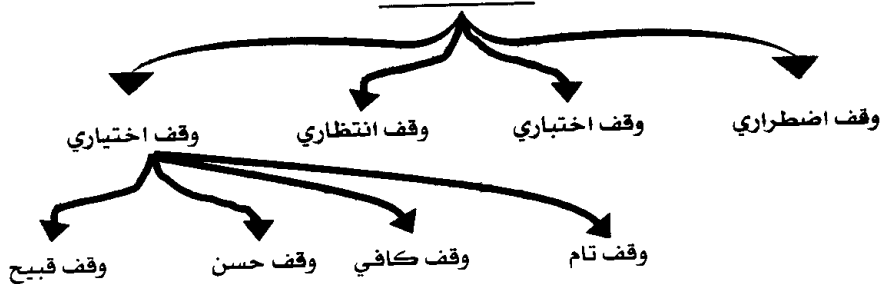 وقف اضطراري وقف اختباري وقف انتظاري وقف اختياري
وقف تام وقف كافي وقف حسن وقف قبيح